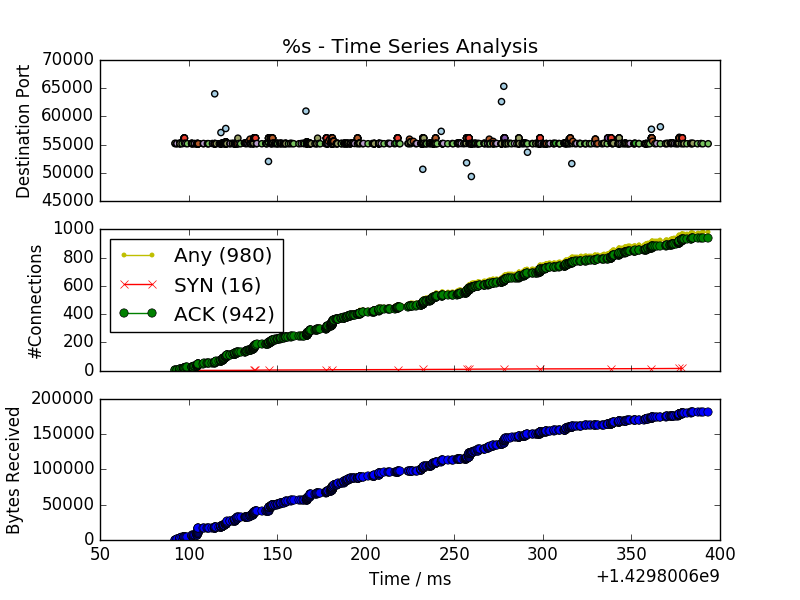 %s - Time Series Analysis
70000
65000
60000
55000
50000
45000
Destination Port
1000
800
600
400
200
0
#Connections
Any (980)
SYN (16)
ACK (942)
200000
150000
100000
50000
0
Bytes Received
50
100
150
200
250
300
350
400
Time / ms
+1.4298006e9